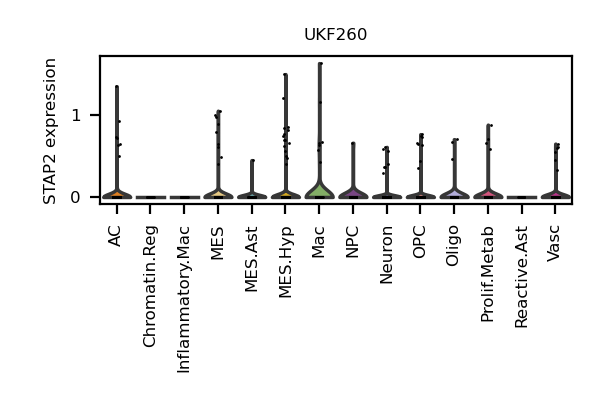 UKF260
STAP2 expression
1
0
AC
Chromatin.Reg
Inflammatory.Mac
MES
MES.Ast
MES.Hyp
Mac
NPC
Neuron
OPC
Oligo
Prolif.Metab
Reactive.Ast
Vasc